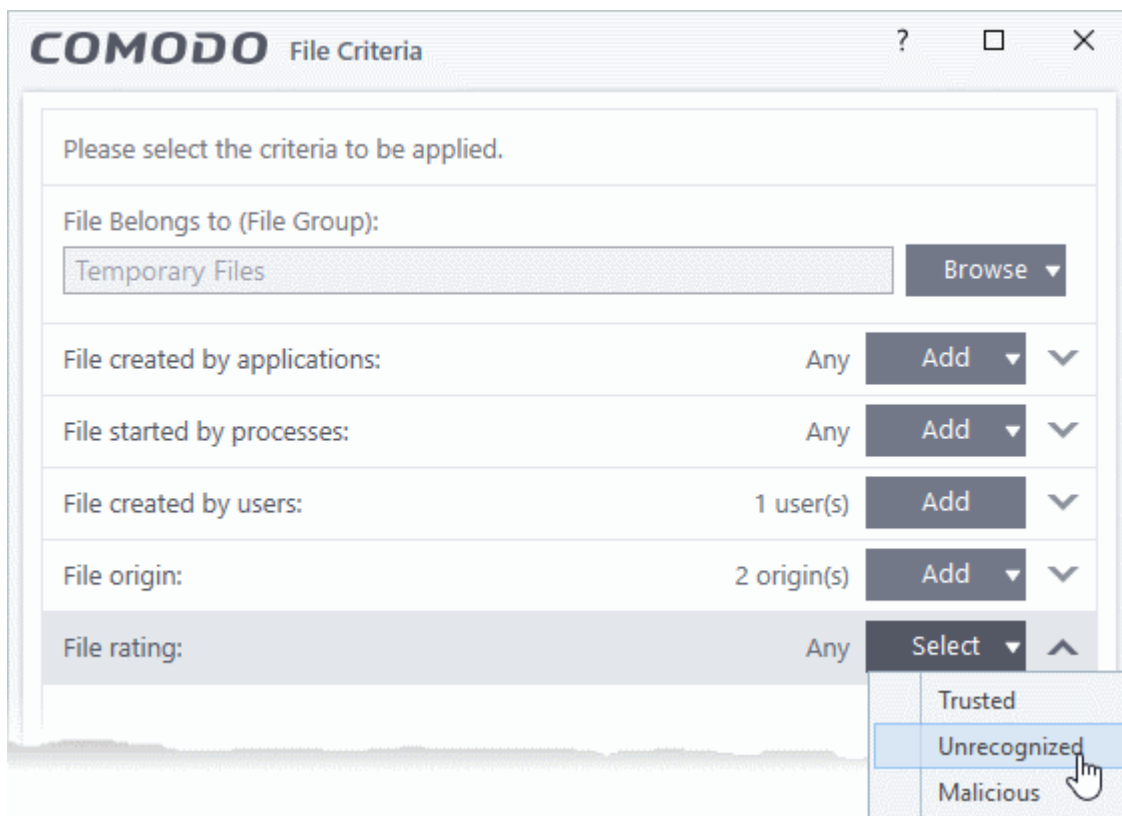 COMODO File Criteria ?
Please select the criteria to be applied.
File Belongs to (File Group):
Temporary Files Browse
File created by applications: Any Add
File started by processes: Any Add
File created by users: 1 user(s) Add
File origin: 2 origin(s) Add
File rating: Any Select
Trusted
Unrecognized
Malicious